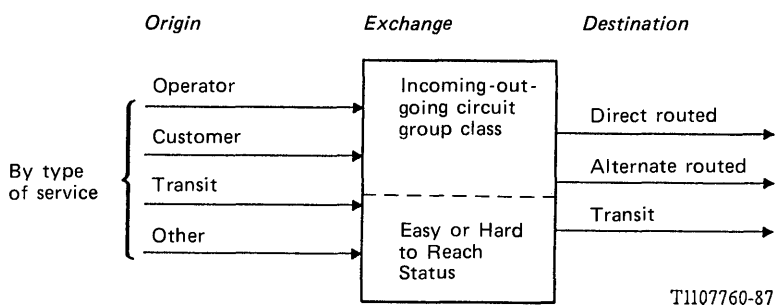 Origin
Exchange
Destination
Operator
Customer
Transit
Other
By type
of service
Incoming-out-
going circuit
group class
Easy or Hard
to Reach
Status
Direct routed
Alternate routed
Transit
T1107760-87